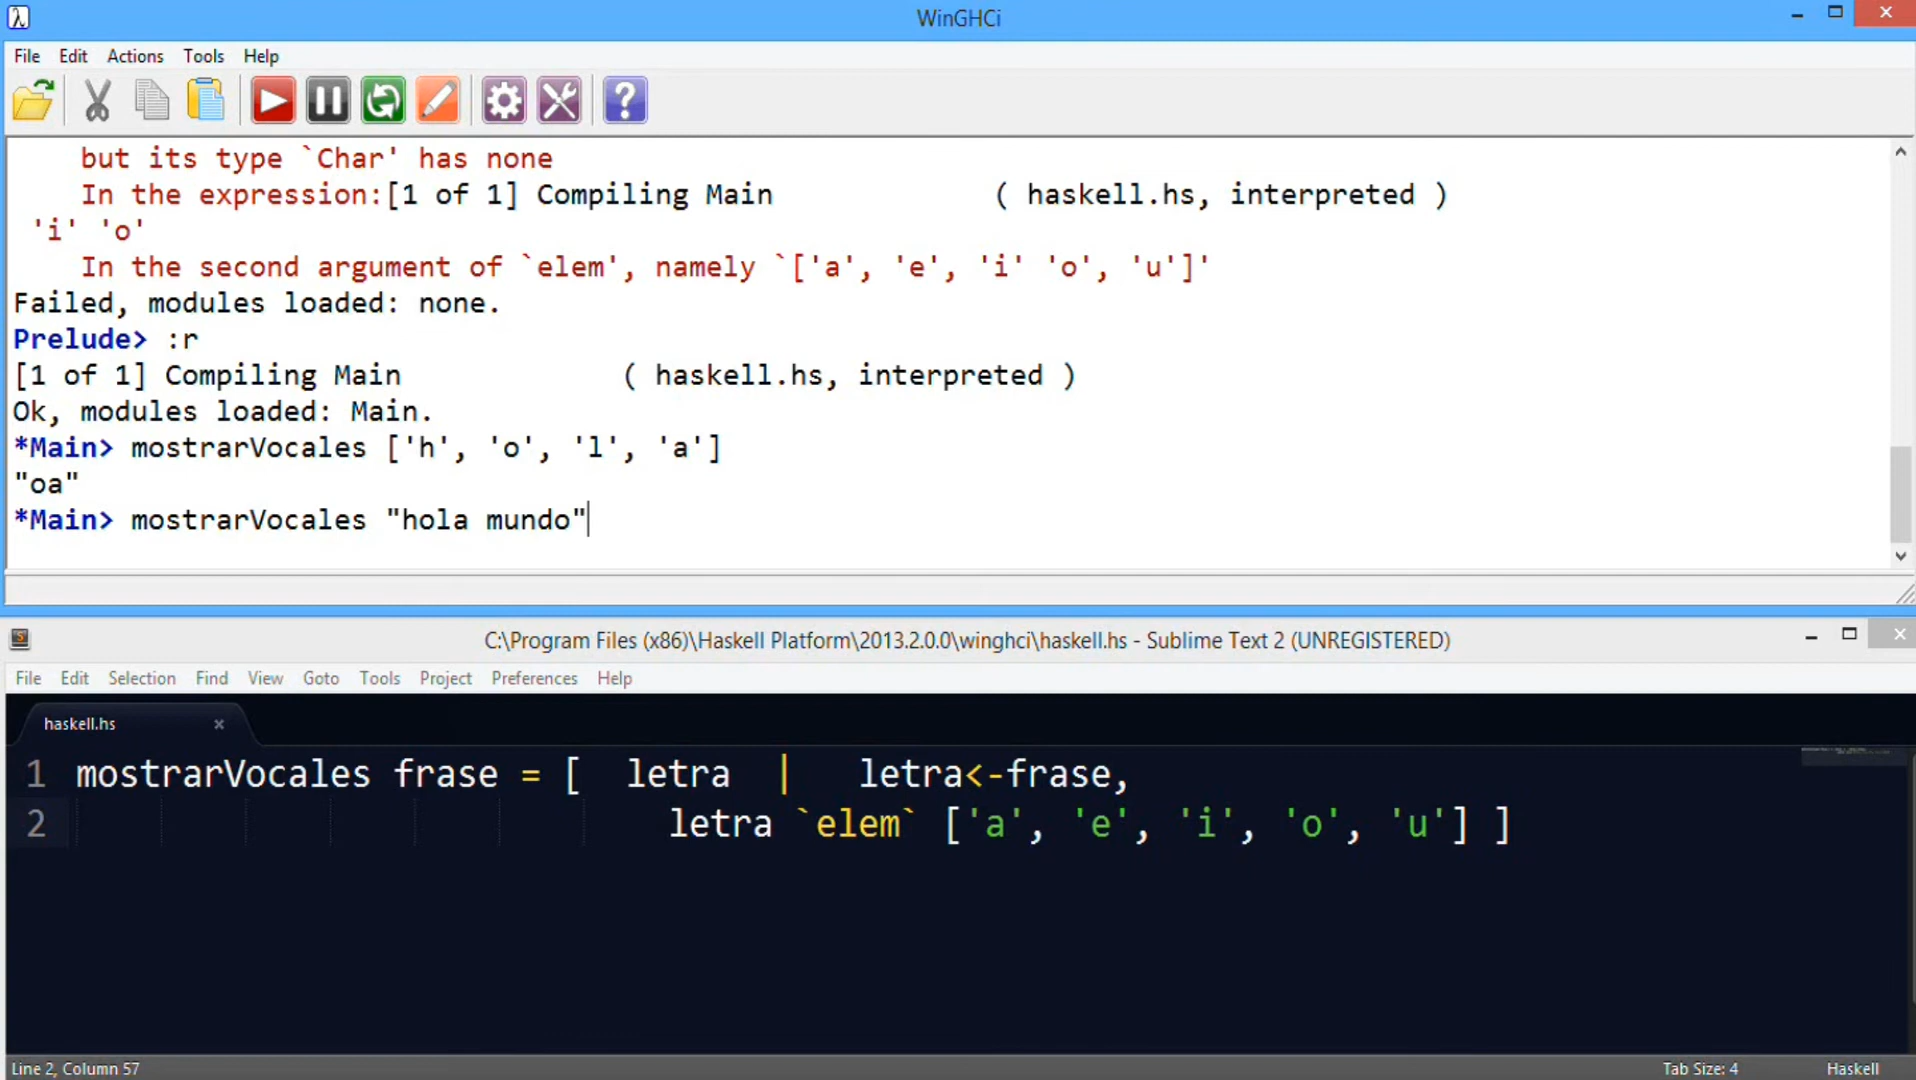 WinGHCi
File Edit Actions Tools Help
but its type `Char' has none
In the expression:[1 of 1] Compiling Main ( haskell.hs, interpreted )
'i' 'o'
In the second argument of `elem', namely `['a', 'e', 'i' 'o', 'u']'
Failed, modules loaded: none.
Prelude> :r
[1 of 1] Compiling Main ( haskell.hs, interpreted )
Ok, modules loaded: Main.
*Main> mostrarVocales ['h', 'o', 'l', 'a']
"oa"
*Main> mostrarVocales "hola mundo"
C:\Program Files (x86)\Haskell Platform\2013.2.0.0\winghci\haskell.hs - Sublime Text 2 (UNREGISTERED)
File Edit Selection Find View Goto Tools Project Preferences Help
haskell.hs
1 mostrarVocales frase = [ letra | letra<-frase,
2 letra `elem` ['a', 'e', 'i', 'o', 'u'] ]
Line 2, Column 57 Tab Size: 4 Haskell